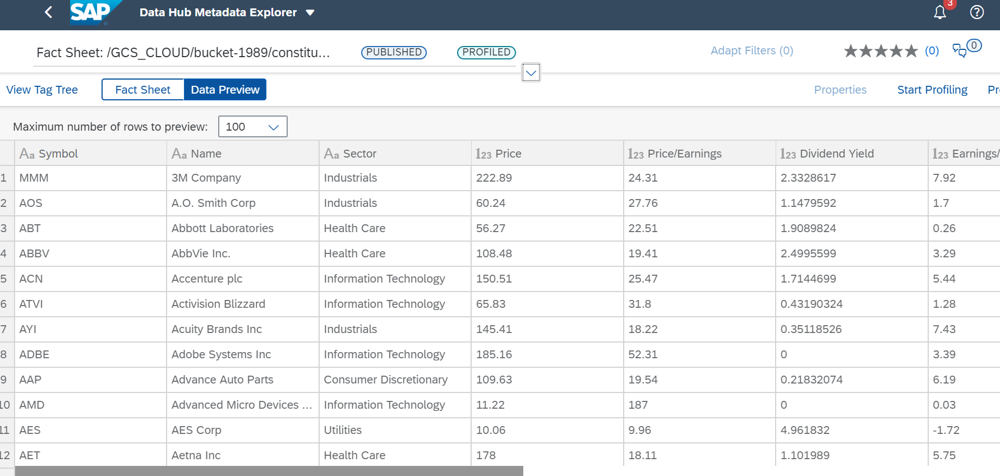 SAP Data Hub Metadata Explorer 3
Fact Sheet: /GCS_CLOUD/bucket-1989/constitu... PUBLISHED PROFILED Adapt Filters (0) (0) 0
View Tag Tree Fact Sheet Data Preview Properties Start Profiling Pr
Maximum number of rows to preview: 100
Aa Symbol Aa Name Aa Sector 123 Price 123 Price/Earnings 123 Dividend Yield 123 Earnings/
1 MMM 3M Company Industrials 222.89 24.31 2.3328617 7.92
2 AOS A.O. Smith Corp Industrials 60.24 27.76 1.1479592 1.7
3 ABT Abbott Laboratories Health Care 56.27 22.51 1.9089824 0.26
4 ABBV AbbVie Inc. Health Care 108.48 19.41 2.4995599 3.29
5 ACN Accenture plc Information Technology 150.51 25.47 1.7144699 5.44
6 ATVI Activision Blizzard Information Technology 65.83 31.8 0.43190324 1.28
7 AYI Acuity Brands Inc Industrials 145.41 18.22 0.35118526 7.43
8 ADBE Adobe Systems Inc Information Technology 185.16 52.31 0 3.39
9 AAP Advance Auto Parts Consumer Discretionary 109.63 19.54 0.21832074 6.19
10 AMD Advanced Micro Devices ... Information Technology 11.22 187 0 0.03
11 AES AES Corp Utilities 10.06 9.96 4.961832 -1.72
12 AET Aetna Inc Health Care 178 18.11 1.101989 5.75